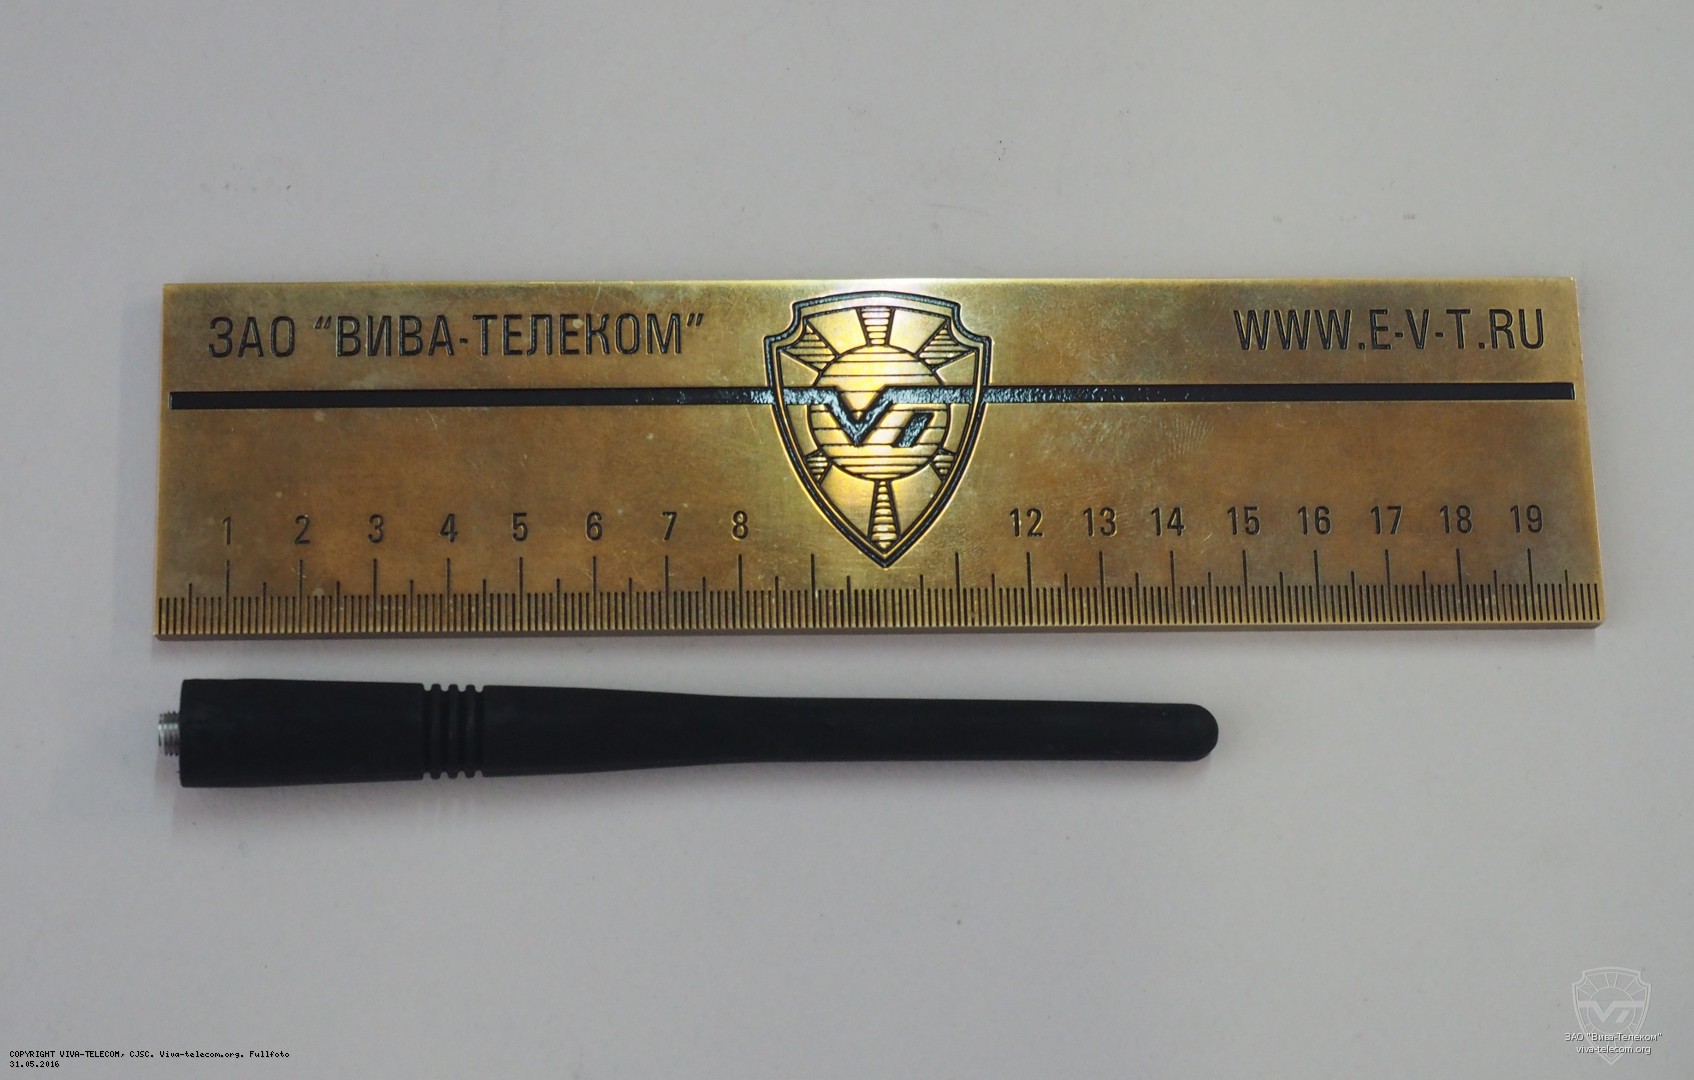 ЗАО "ВИВА-ТЕЛЕКОМ"
WWW.E-V-T.RU
1 2 3 4 5 6 7 8 12 13 14 15 16 17 18 19
COPYRIGHT VIVA-TELECOM, CJSC. Viva-telecom.org. Fullfoto
31.05.2016
ЗАО "Вива-Телеком"
viva-telecom.org